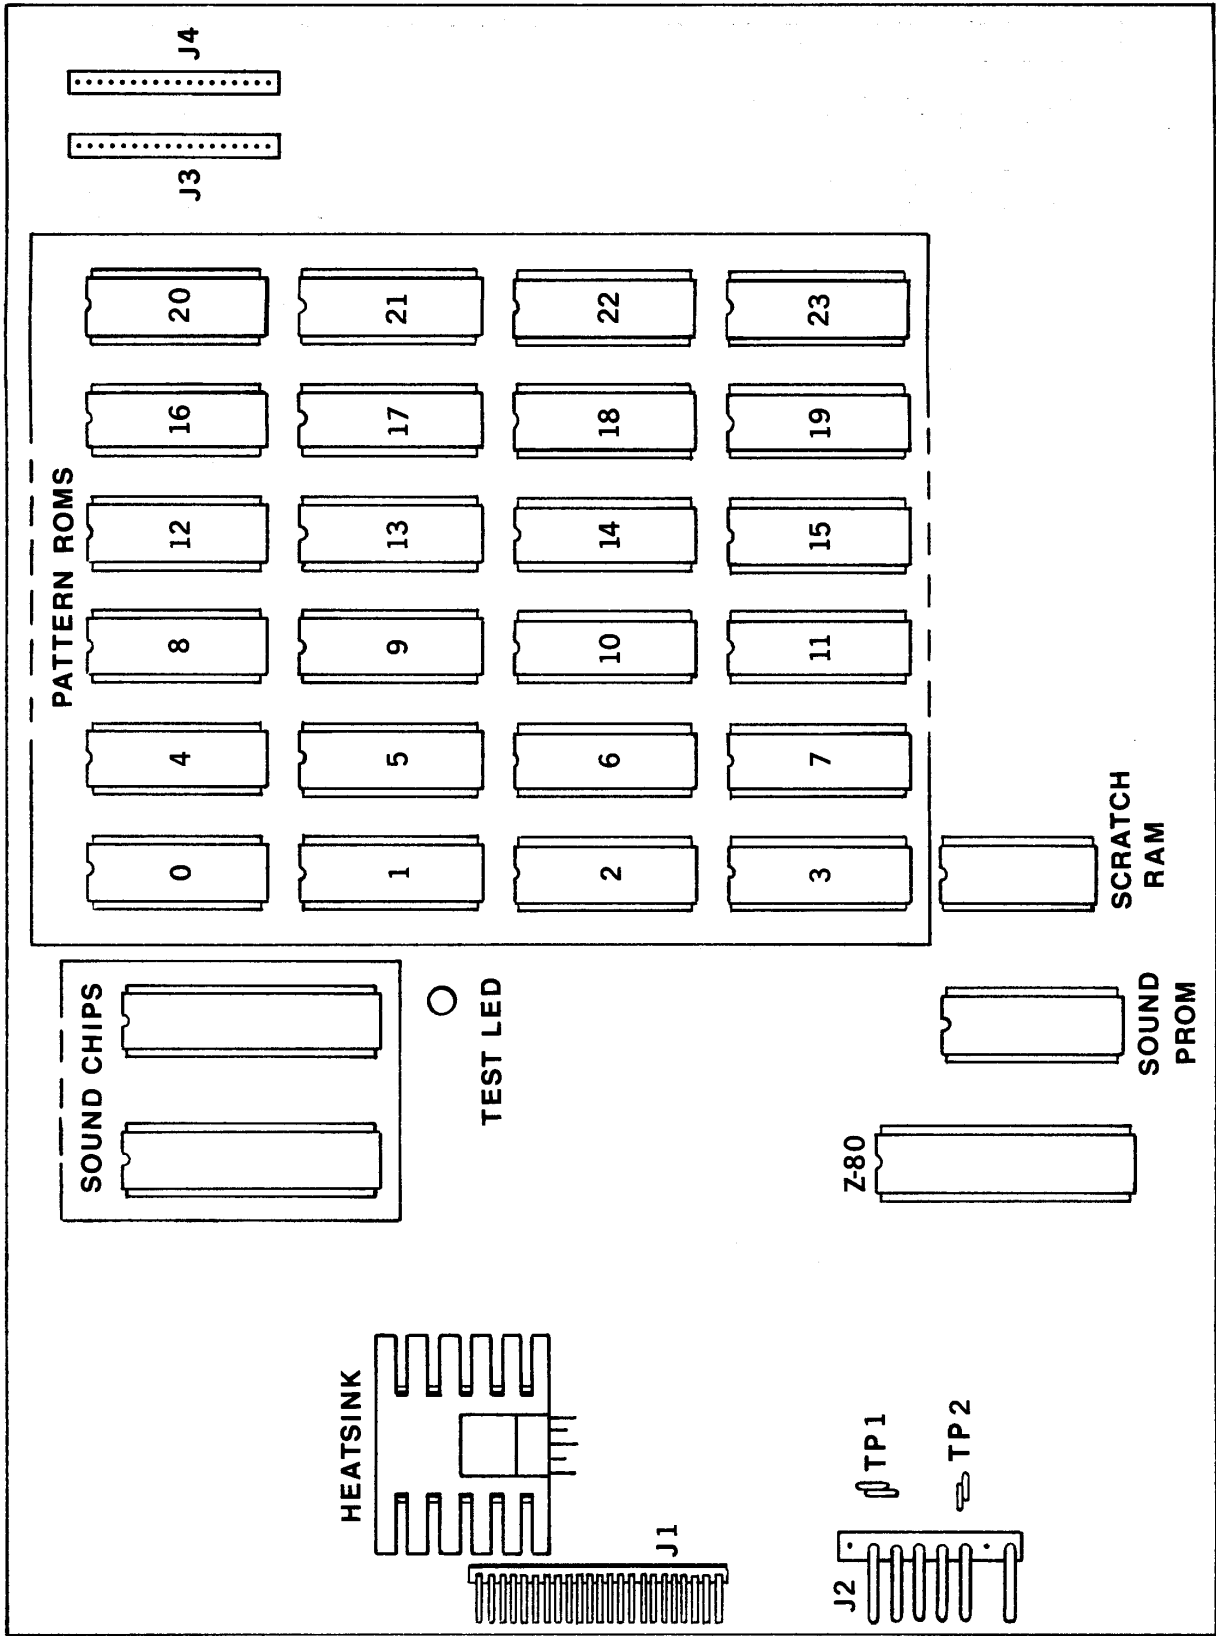 PATTERN ROMS
SOUND CHIPS
0 4 8 12 16 20
J3
J4
HEATSINK
1 5 9 13 17 21
TEST LED
2 6 10 14 18 22
J1
3 7 11 15 19 23
J2
Z-80
TP1
TP2
SOUND
PROM
SCRATCH
RAM